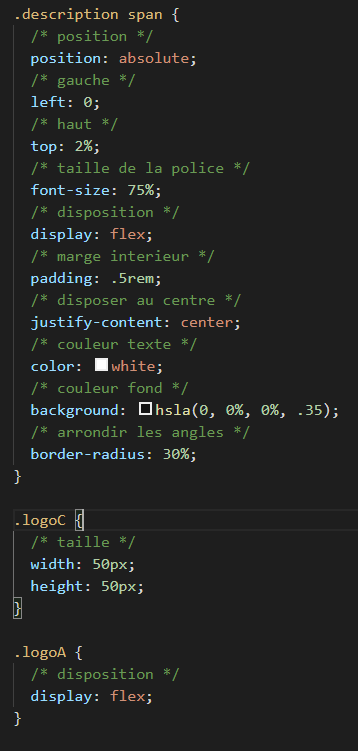 .description span {
/* position */
position: absolute;
/* gauche */
left: 0;
/* haut */
top: 2%;
/* taille de la police */
font-size: 75%;
/* disposition */
display: flex;
/* marge interieur */
padding: .5rem;
/* disposer au centre */
justify-content: center;
/* couleur texte */
color: white;
/* couleur fond */
background: hsla(0, 0%, 0%, .35);
/* arrondir les angles */
border-radius: 30%;
}
.logoC {
/* taille */
width: 50px;
height: 50px;
}
.logoA {
/* disposition */
display: flex;
}